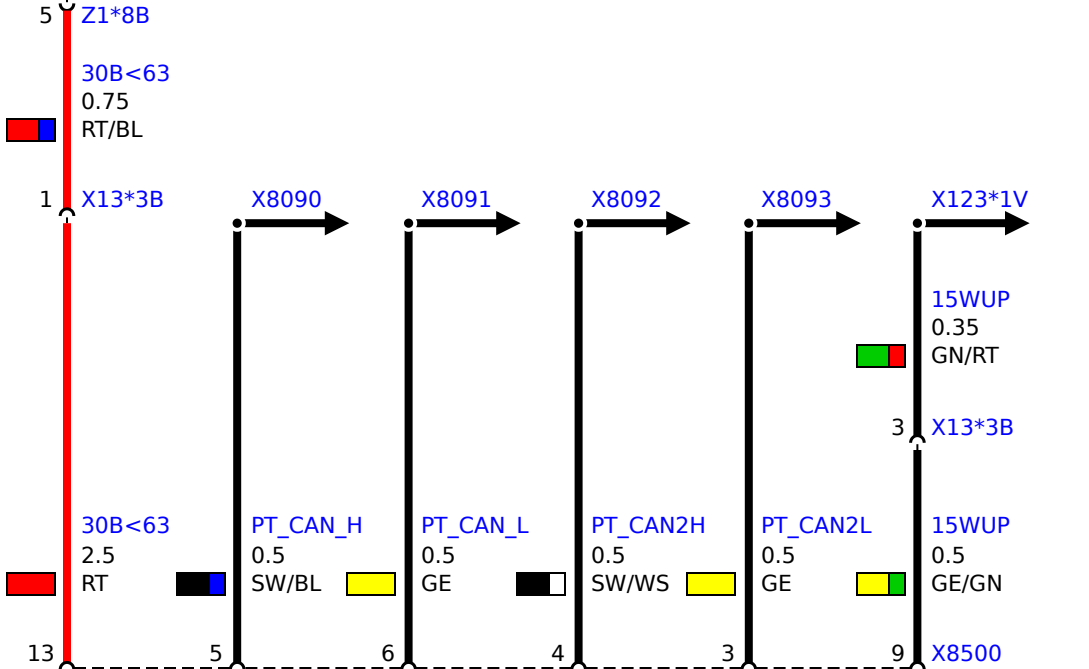 5 Z1*8B
30B<63
0.75
RT/BL
1 X13*3B X8090 X8091 X8092 X8093 X123*1V
15WUP
0.35
GN/RT
3 X13*3B
30B<63 PT_CAN_H PT_CAN_L PT_CAN2H PT_CAN2L 15WUP
2.5 0.5 0.5 0.5 0.5 0.5
RT SW/BL GE SW/WS GE GE/GN
13 5 6 4 3 9 X8500